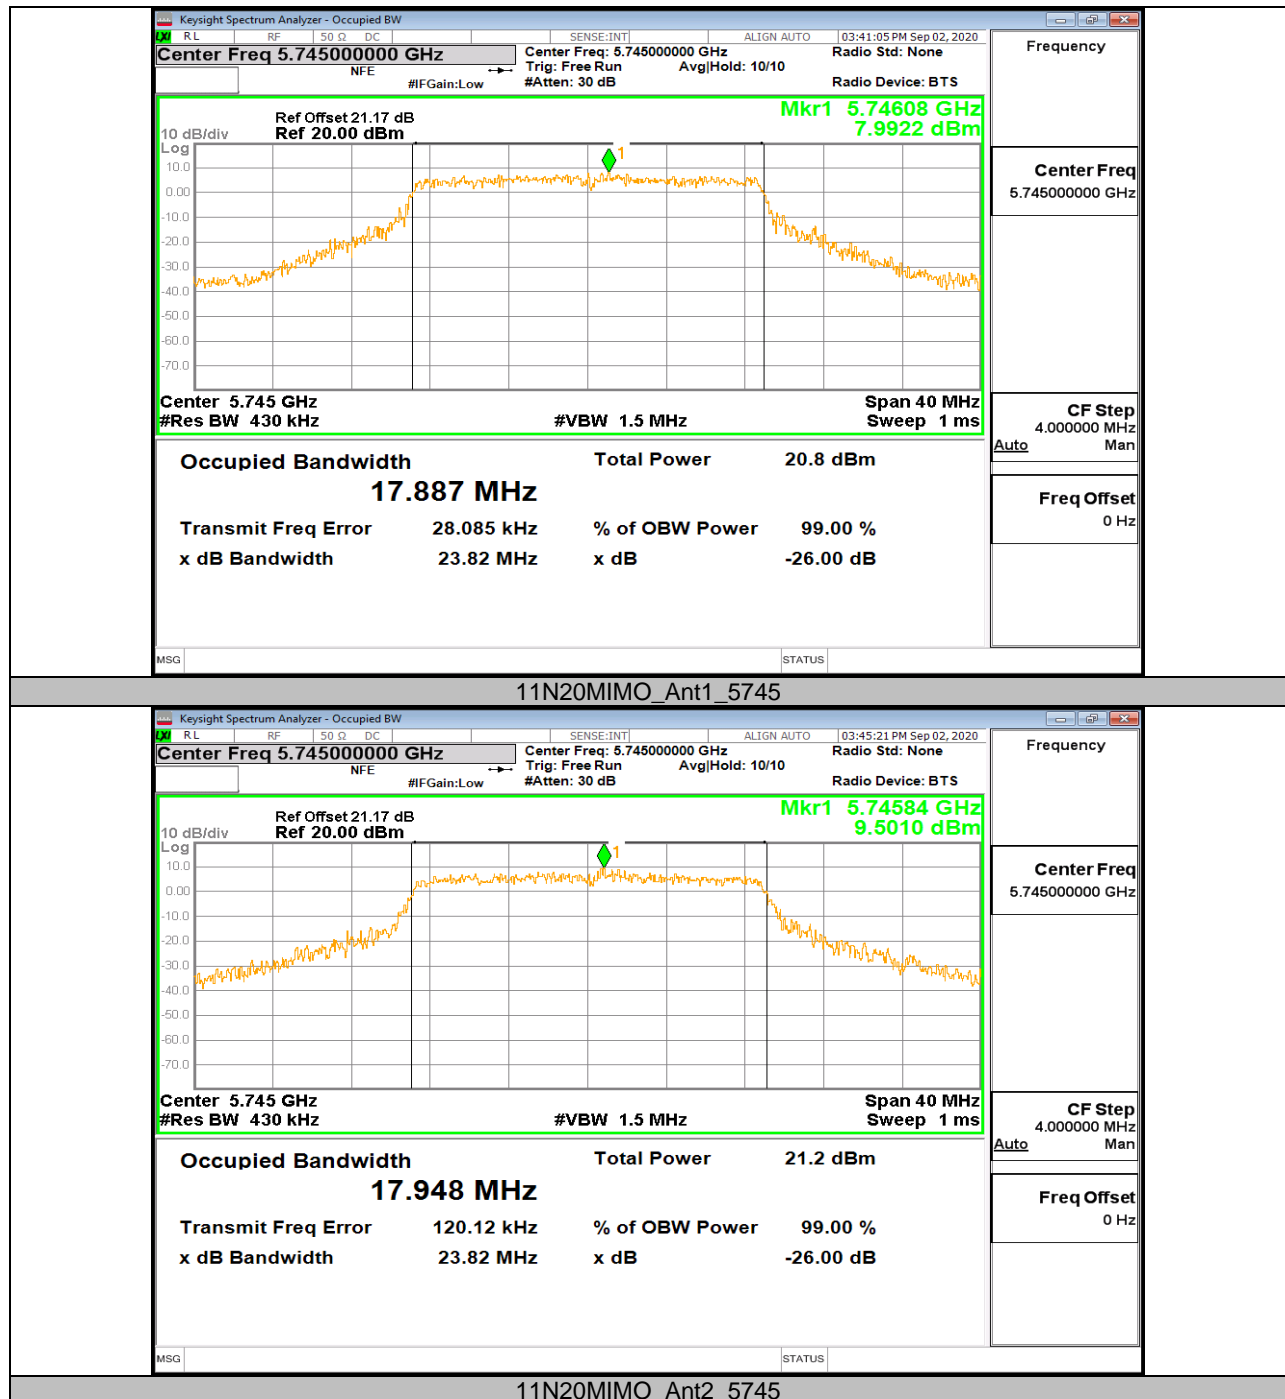 Keysight Spectrum Analyzer - Occupied BW
LXI RL RF 50 Ω DC SENSE:INT ALIGN AUTO 03:41:05 PM Sep 02, 2020
Center Freq 5.745000000 GHz
NFE
#IFGain:Low
Center Freq: 5.745000000 GHz
Trig: Free Run Avg|Hold: 10/10
#Atten: 30 dB
Radio Std: None
Radio Device: BTS
Frequency
Mkr1 5.74608 GHz
7.9922 dBm
Ref Offset 21.17 dB
10 dB/div Ref 20.00 dBm
Log
1
10.0
0.00
-10.0
-20.0
-30.0
-40.0
-50.0
-60.0
-70.0
Center 5.745 GHz Span 40 MHz
#Res BW 430 kHz #VBW 1.5 MHz Sweep 1 ms
Center Freq
5.745000000 GHz
CF Step
4.000000 MHz
Auto Man
Freq Offset
0 Hz
Occupied Bandwidth Total Power 20.8 dBm
17.887 MHz
Transmit Freq Error 28.085 kHz % of OBW Power 99.00 %
x dB Bandwidth 23.82 MHz x dB -26.00 dB
MSG STATUS
11N20MIMO_Ant1_5745
Keysight Spectrum Analyzer - Occupied BW
LXI RL RF 50 Ω DC SENSE:INT ALIGN AUTO 03:45:21 PM Sep 02, 2020
Center Freq 5.745000000 GHz
NFE
#IFGain:Low
Center Freq: 5.745000000 GHz
Trig: Free Run Avg|Hold: 10/10
#Atten: 30 dB
Radio Std: None
Radio Device: BTS
Frequency
Mkr1 5.74584 GHz
9.5010 dBm
Ref Offset 21.17 dB
10 dB/div Ref 20.00 dBm
Log
1
10.0
0.00
-10.0
-20.0
-30.0
-40.0
-50.0
-60.0
-70.0
Center 5.745 GHz Span 40 MHz
#Res BW 430 kHz #VBW 1.5 MHz Sweep 1 ms
Center Freq
5.745000000 GHz
CF Step
4.000000 MHz
Auto Man
Freq Offset
0 Hz
Occupied Bandwidth Total Power 21.2 dBm
17.948 MHz
Transmit Freq Error 120.12 kHz % of OBW Power 99.00 %
x dB Bandwidth 23.82 MHz x dB -26.00 dB
MSG STATUS
11N20MIMO_Ant2_5745